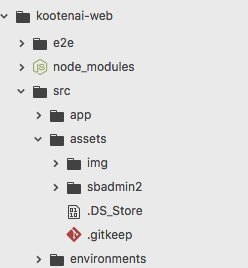 kootenai-web
e2e
node_modules
src
app
assets
img
sbadmin2
.DS_Store
.gitkeep
environments